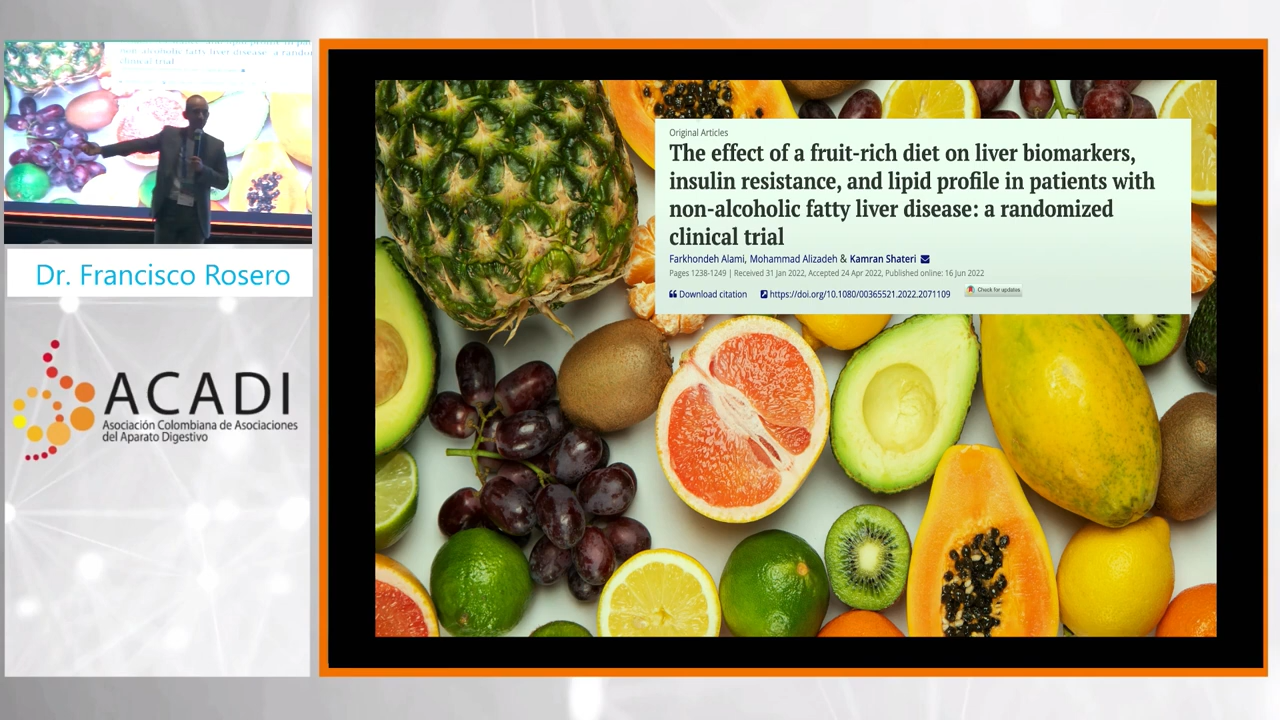 non-alcoholic fatty liver disease: a rando
clinical trial
Dr. Francisco Rosero
ACADI
Asociación Colombiana de Asociaciones
del Aparato Digestivo
Original Articles
The effect of a fruit-rich diet on liver biomarkers,
insulin resistance, and lipid profile in patients with
non-alcoholic fatty liver disease: a randomized
clinical trial
Farkhondeh Alami, Mohammad Alizadeh & Kamran Shateri
Pages 1238-1249 | Received 31 Jan 2022, Accepted 24 Apr 2022, Published online: 16 Jun 2022
Download citation https://doi.org/10.1080/00365521.2022.2071109 Check for updates